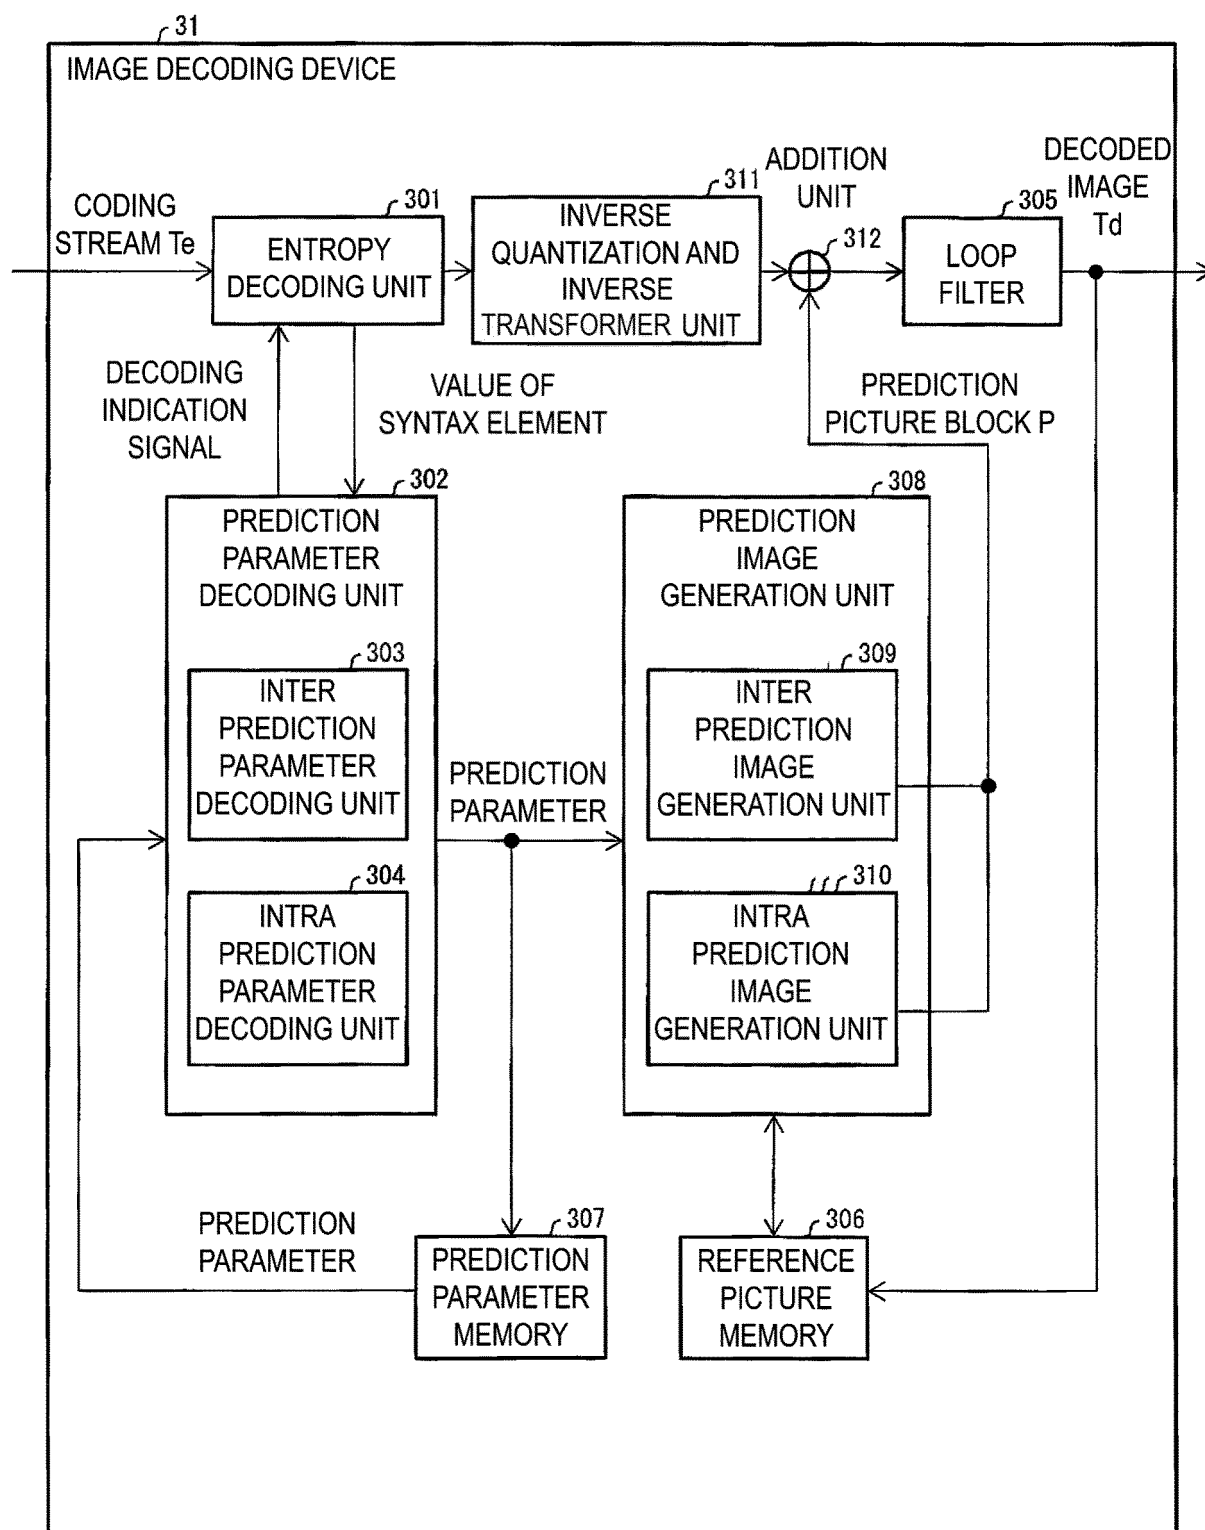 31
IMAGE DECODING DEVICE
CODING
STREAM Te
301
ENTROPY
DECODING UNIT
311
INVERSE
QUANTIZATION AND
INVERSE
TRANSFORMER UNIT
ADDITION
UNIT
312
305
LOOP
FILTER
DECODED
IMAGE
Td
DECODING
INDICATION
SIGNAL
VALUE OF
SYNTAX ELEMENT
PREDICTION
PICTURE BLOCK P
302
PREDICTION
PARAMETER
DECODING UNIT
303
INTER
PREDICTION
PARAMETER
DECODING UNIT
304
INTRA
PREDICTION
PARAMETER
DECODING UNIT
PREDICTION
PARAMETER
308
PREDICTION
IMAGE
GENERATION UNIT
309
INTER
PREDICTION
IMAGE
GENERATION UNIT
310
INTRA
PREDICTION
IMAGE
GENERATION UNIT
PREDICTION
PARAMETER
307
PREDICTION
PARAMETER
MEMORY
306
REFERENCE
PICTURE
MEMORY